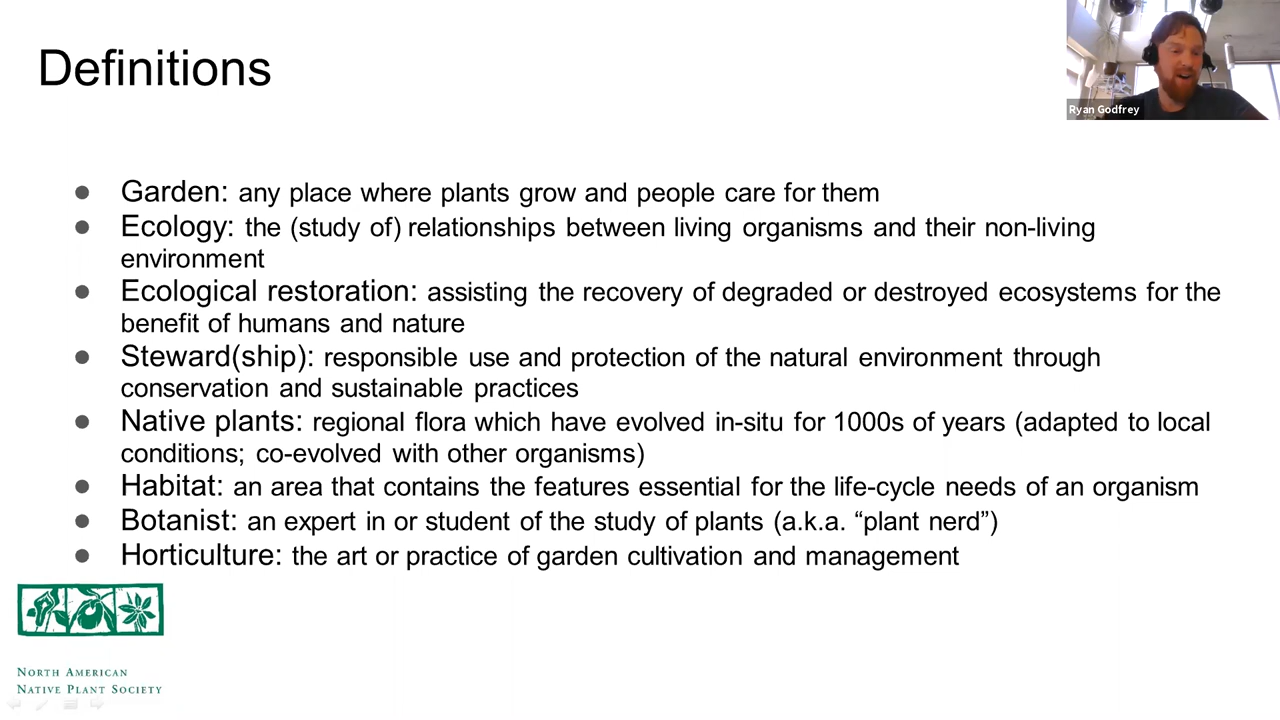 Definitions
Ryan Godfrey
● Garden: any place where plants grow and people care for them
● Ecology: the (study of) relationships between living organisms and their non-living
environment
● Ecological restoration: assisting the recovery of degraded or destroyed ecosystems for the
benefit of humans and nature
● Steward(ship): responsible use and protection of the natural environment through
conservation and sustainable practices
● Native plants: regional flora which have evolved in-situ for 1000s of years (adapted to local
conditions; co-evolved with other organisms)
● Habitat: an area that contains the features essential for the life-cycle needs of an organism
● Botanist: an expert in or student of the study of plants (a.k.a. “plant nerd”)
● Horticulture: the art or practice of garden cultivation and management
North American
Native Plant Society